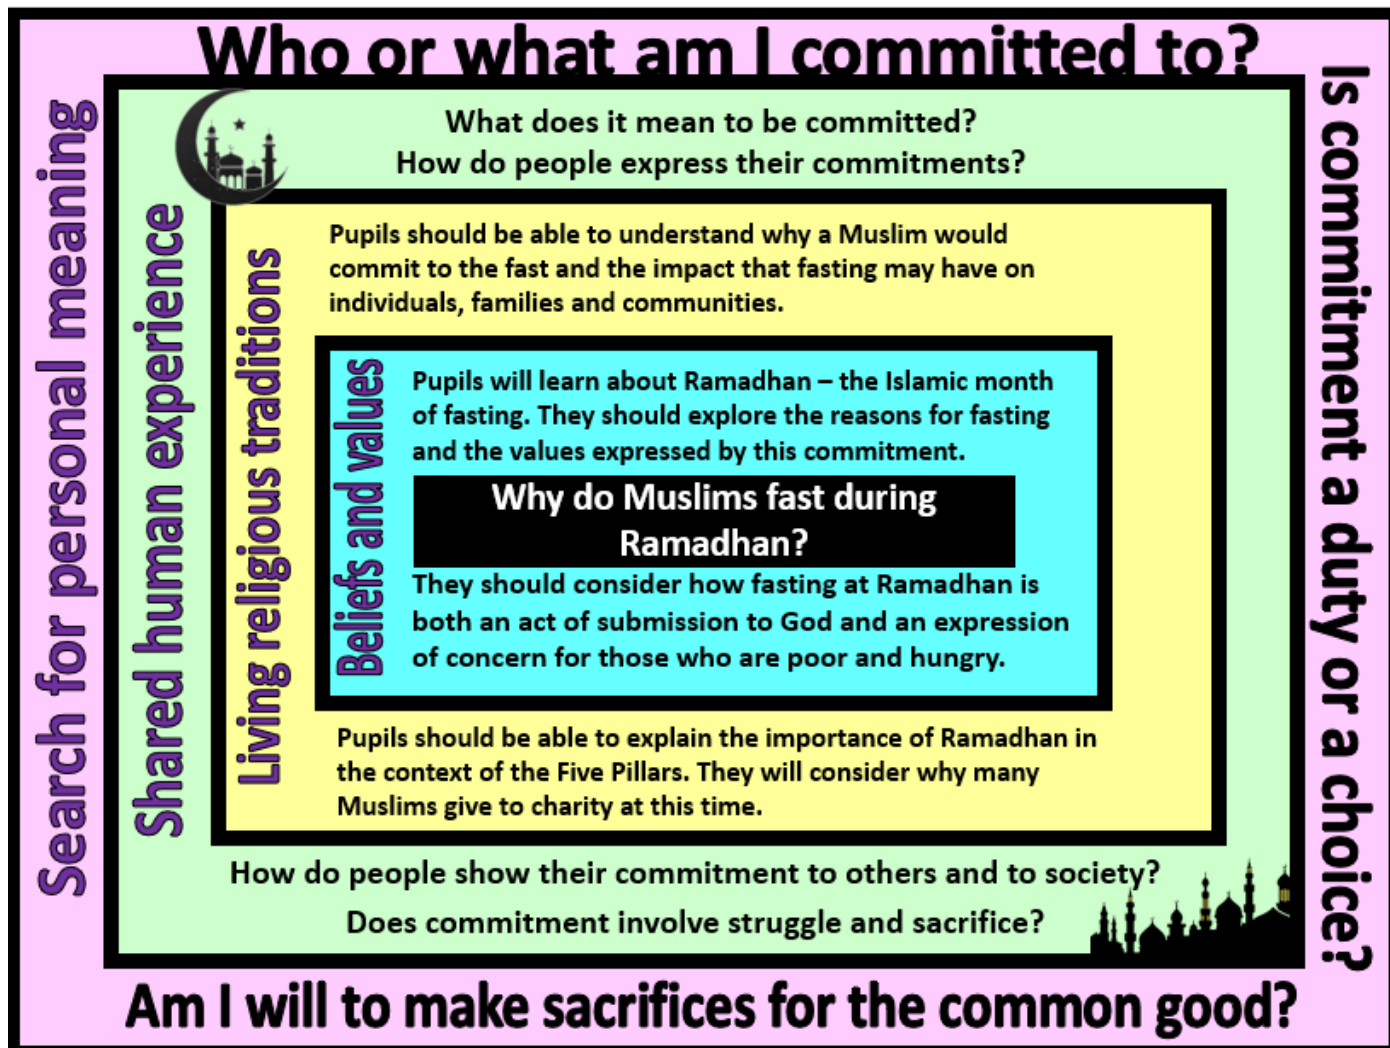 Who or what am I committed to?
Search for personal meaning
Is commitment a duty or a choice?
Shared human experience
What does it mean to be committed?
How do people express their commitments?
Living religious traditions
Pupils should be able to understand why a Muslim would
commit to the fast and the impact that fasting may have on
individuals, families and communities.
Beliefs and values
Pupils will learn about Ramadhan – the Islamic month
of fasting. They should explore the reasons for fasting
and the values expressed by this commitment.
Why do Muslims fast during
Ramadhan?
They should consider how fasting at Ramadhan is
both an act of submission to God and an expression
of concern for those who are poor and hungry.
Pupils should be able to explain the importance of Ramadhan in
the context of the Five Pillars. They will consider why many
Muslims give to charity at this time.
How do people show their commitment to others and to society?
Does commitment involve struggle and sacrifice?
Am I will to make sacrifices for the common good?